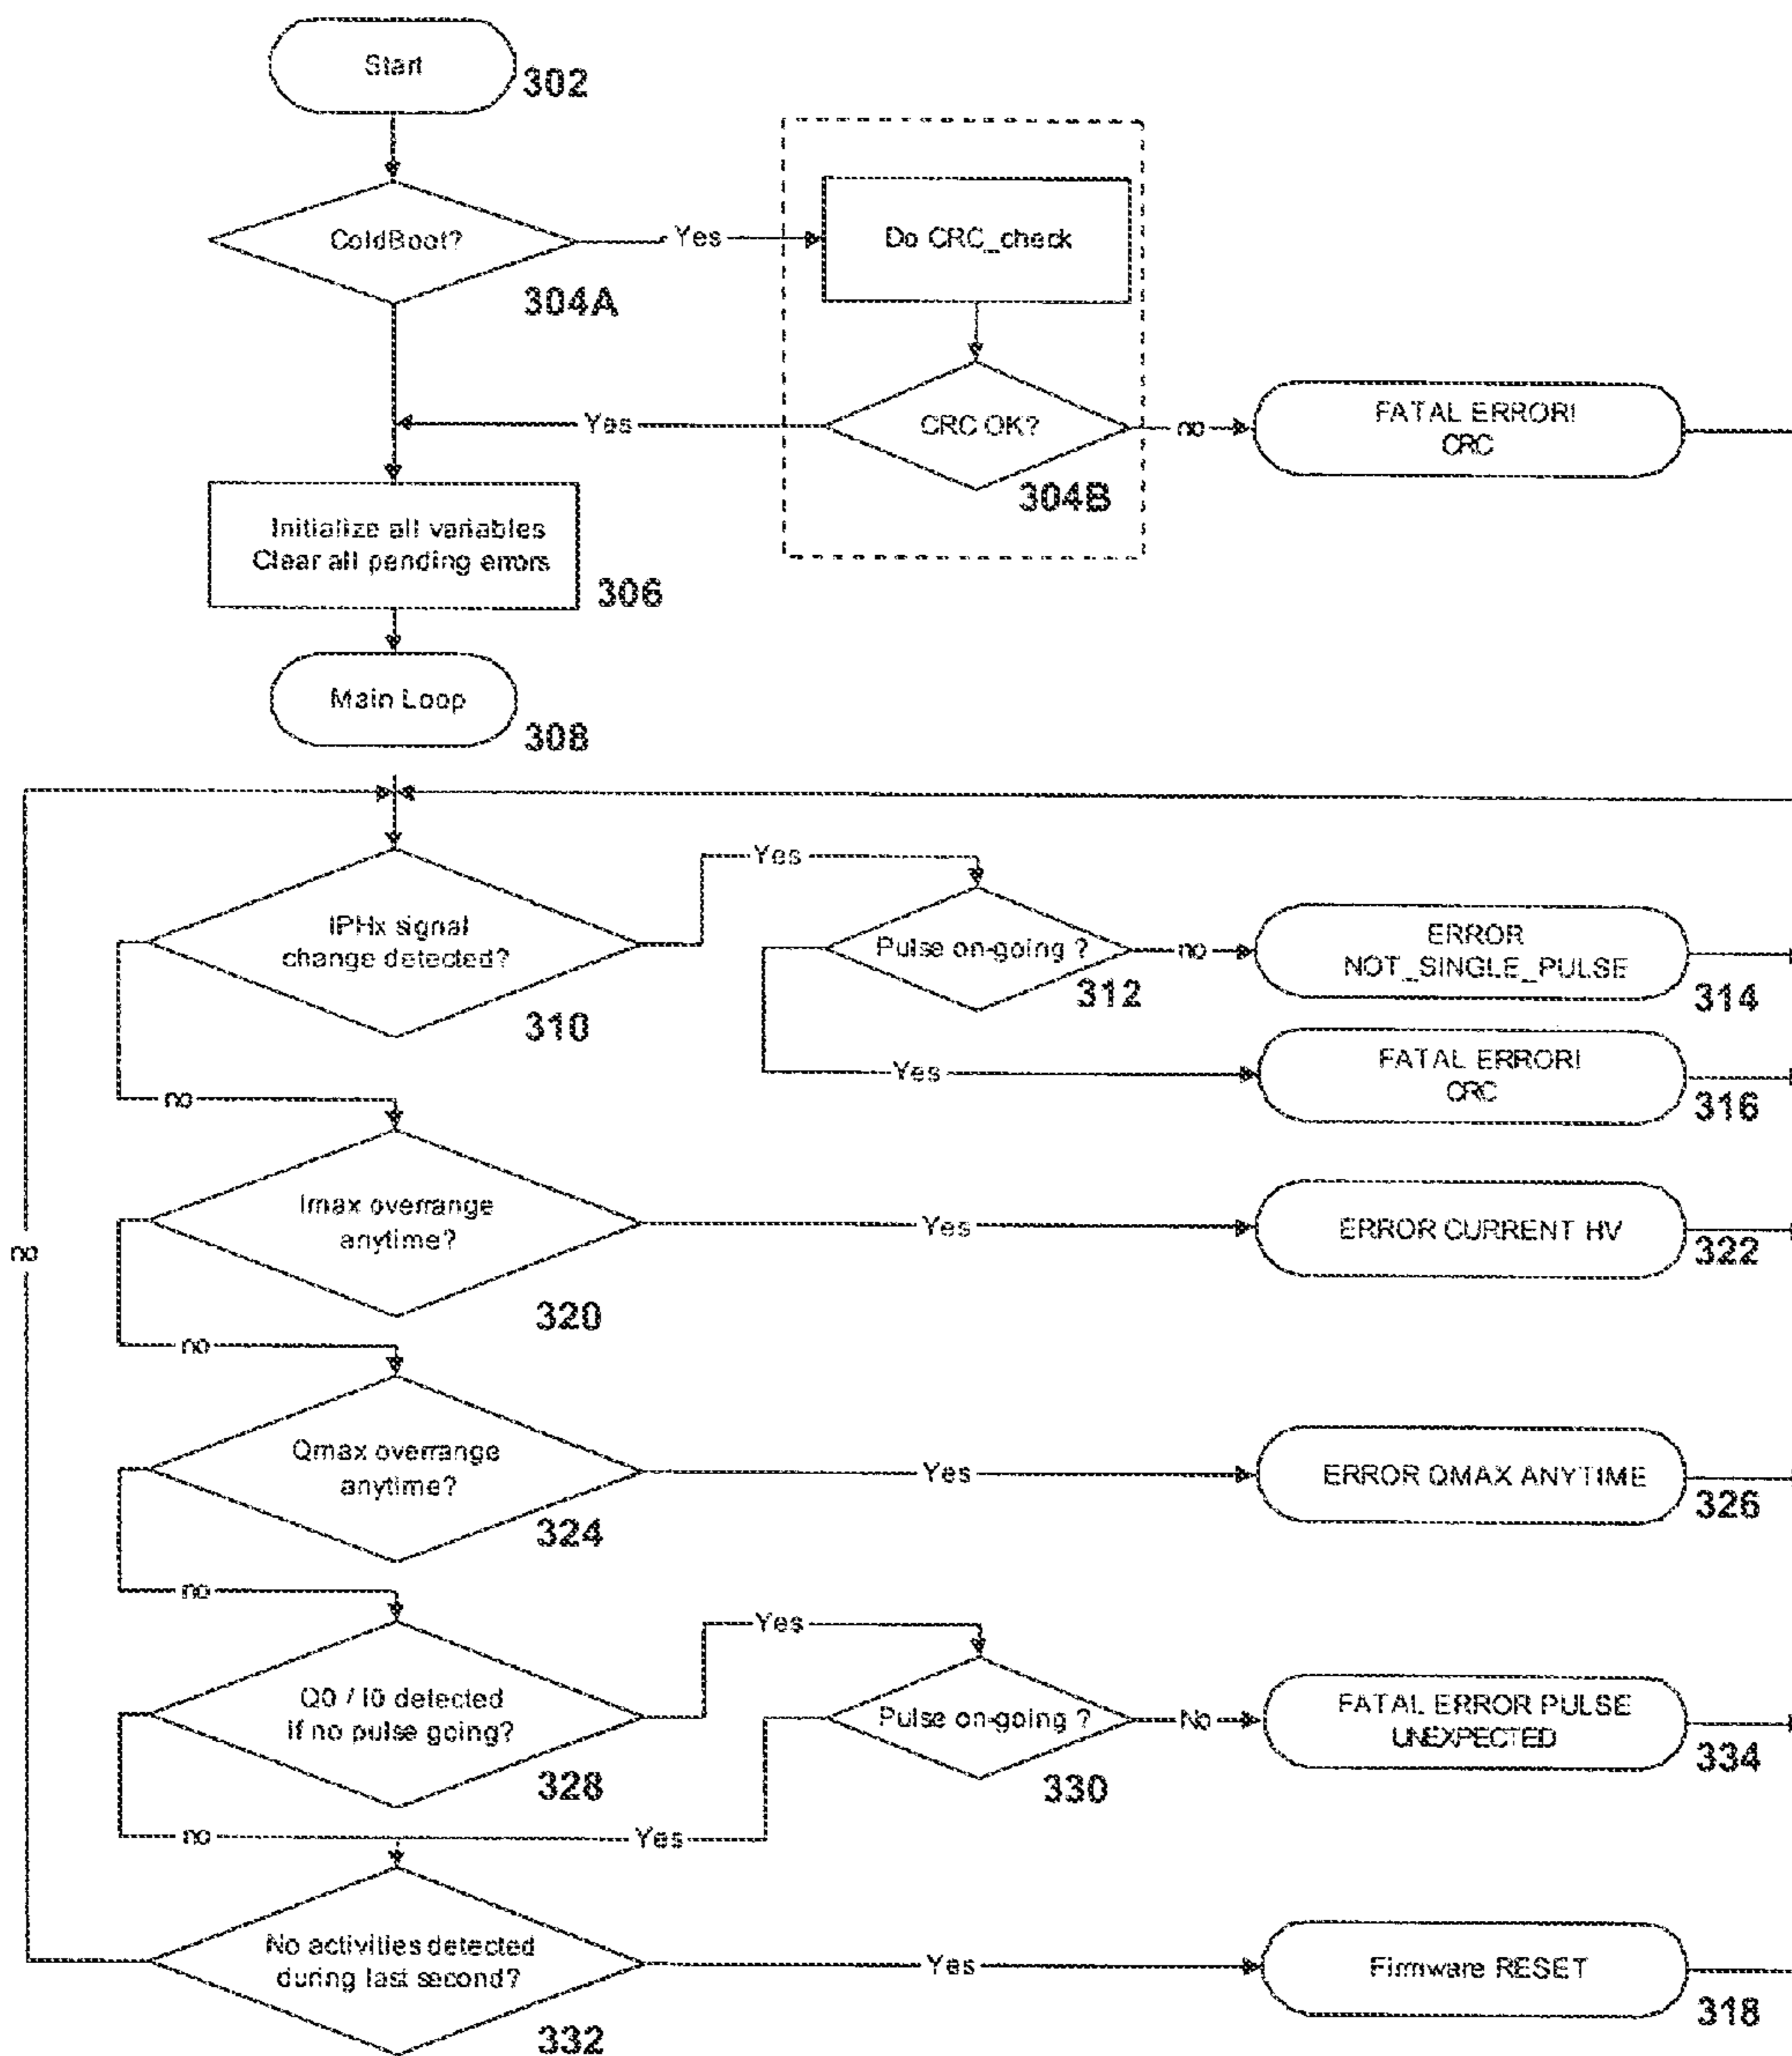 Start
302
ColdBoot?
304A
Yes
Do CRC_check
CRC OK?
304B
Yes
no
FATAL ERROR!
CRC
Initialize all variables
Clear all pending errors
306
Main Loop
308
IPHx signal
change detected?
310
Yes
Pulse on-going ?
312
no
ERROR
NOT_SINGLE_PULSE
314
Yes
FATAL ERROR!
CRC
316
no
Imax overrange
anytime?
320
Yes
ERROR CURRENT HV
322
no
no
Qmax overrange
anytime?
324
Yes
ERROR QMAX ANYTIME
326
no
Q0 / I0 detected
if no pulse going?
328
Yes
Pulse on-going ?
330
No
FATAL ERROR PULSE
UNEXPECTED
334
no
Yes
No activities detected
during last second?
332
Yes
Firmware RESET
318